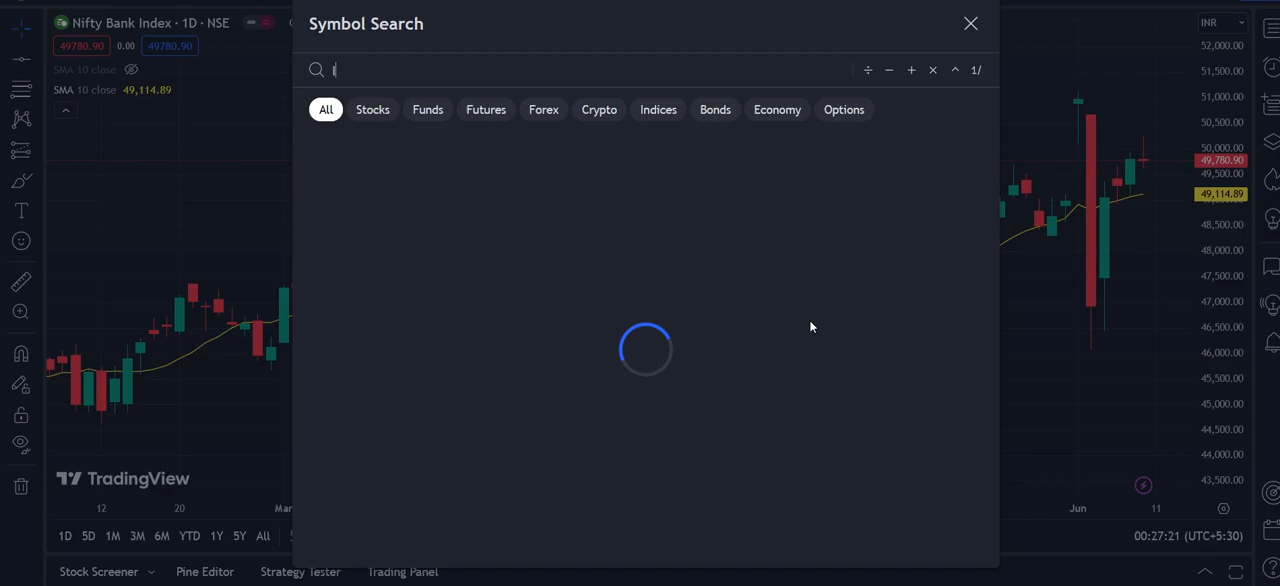 Nifty Bank Index · 1D · NSE
49780.90 0.00 49780.90
SMA 10 close
SMA 10 close 49,114.89
Symbol Search
÷ − + × ^ 1/
All Stocks Funds Futures Forex Crypto Indices Bonds Economy Options
INR
52,000.00
51,500.00
51,000.00
50,500.00
50,000.00
49,780.90
49,500.00
49,114.89
48,500.00
48,000.00
47,500.00
47,000.00
46,500.00
46,000.00
45,500.00
45,000.00
44,500.00
44,000.00
43,500.00
TradingView
12 20 Mar Jun 11
1D 5D 1M 3M 6M YTD 1Y 5Y All
00:27:21 (UTC+5:30)
Stock Screener Pine Editor Strategy Tester Trading Panel